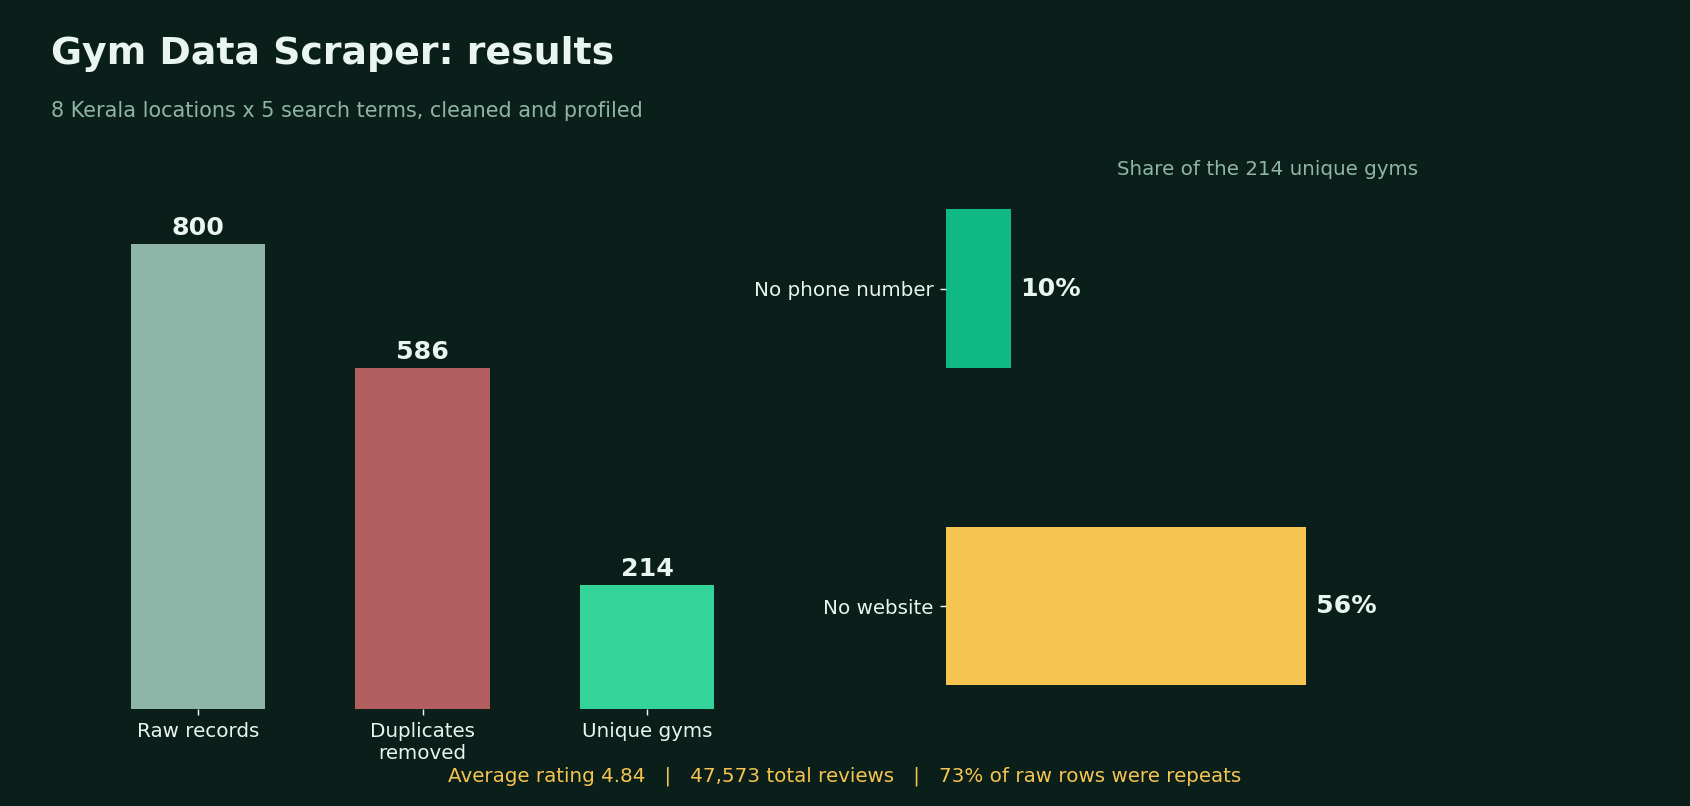 Gym Data Scraper: results
8 Kerala locations x 5 search terms, cleaned and profiled
Share of the 214 unique gyms
800
586
214
Raw records
Duplicates
removed
Unique gyms
No phone number
10%
No website
56%
Average rating 4.84 | 47,573 total reviews | 73% of raw rows were repeats